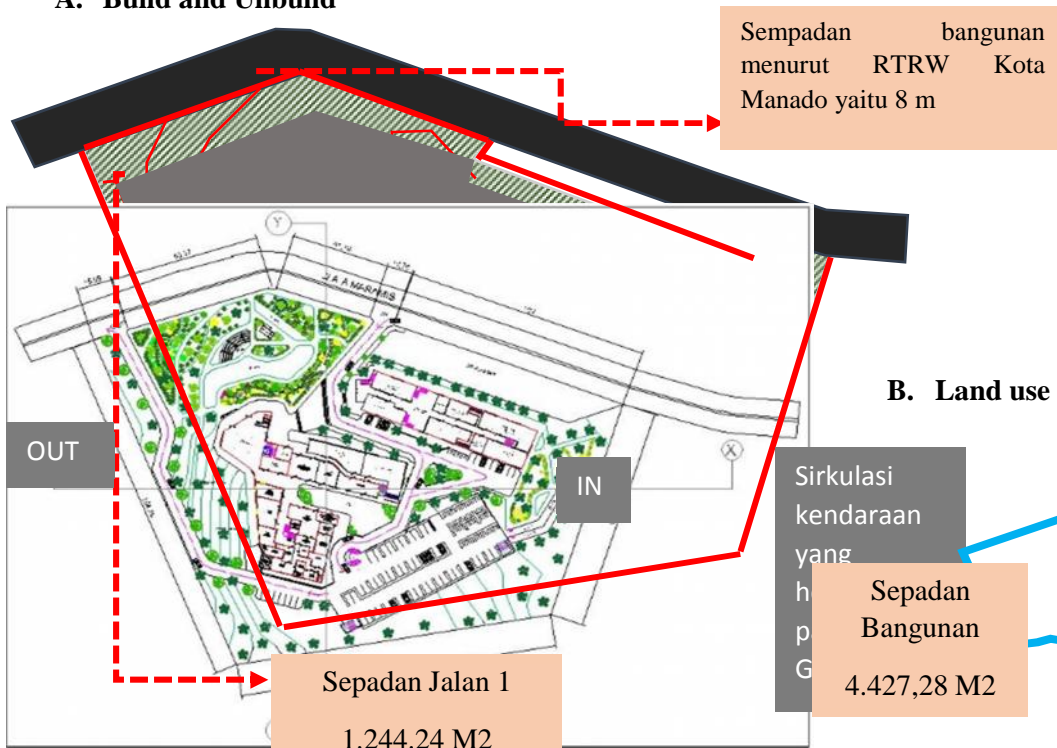 A. Build and Unbuild
Sempadan bangunan
menurut RTRW Kota
Manado yaitu 8 m
Y
A A MARAMIS
B. Land use
X
OUT
IN
Sirkulasi
kendaraan
yang
Sepadan
Bangunan
4.427,28 M2
Sepadan Jalan 1
1.244.24 M2